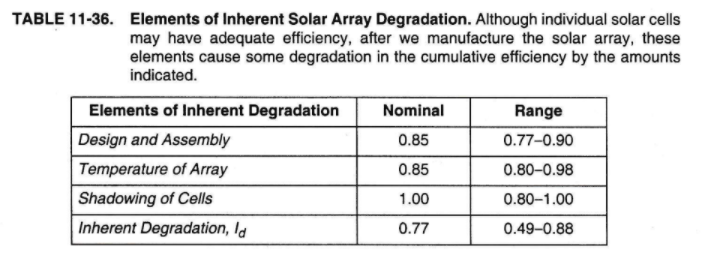 TABLE 11-36. Elements of Inherent Solar Array Degradation. Although individual solar cells
may have adequate efficiency, after we manufacture the solar array, these
elements cause some degradation in the cumulative efficiency by the amounts
indicated.
Elements of Inherent Degradation Nominal Range
Design and Assembly 0.85 0.77–0.90
Temperature of Array 0.85 0.80–0.98
Shadowing of Cells 1.00 0.80–1.00
Inherent Degradation, Id 0.77 0.49–0.88